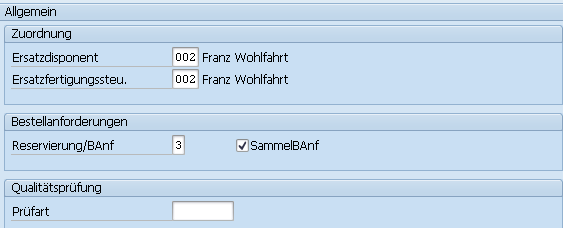 Allgemein
Zuordnung
Ersatzdisponent 002 Franz Wohlfahrt
Ersatzfertigungssteu. 002 Franz Wohlfahrt
Bestellanforderungen
Reservierung/BAnf 3 SammelBAnf
Qualitätsprüfung
Prüfart